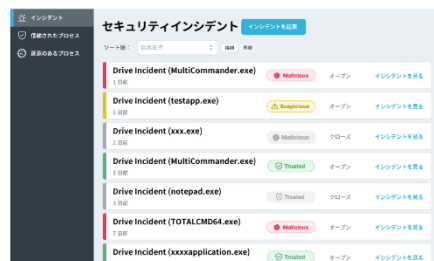 インシデント
信頼されたプロセス
悪意のあるプロセス
セキュリティインシデント
インシデントを起票
ソート順：
降順
昇順
Drive Incident (MultiCommander.exe)
Malicious
オープン
インシデントを見る
1 日前
Drive Incident (testapp.exe)
Suspicious
オープン
インシデントを見る
2 日前
Drive Incident (xxx.exe)
Malicious
クローズ
インシデントを見る
2 日前
Drive Incident (MultiCommander.exe)
Trusted
オープン
インシデントを見る
3 日前
Drive Incident (notepad.exe)
Trusted
クローズ
インシデントを見る
3 日前
Drive Incident (TOTALCMD64.exe)
Malicious
オープン
インシデントを見る
7 日前
Drive Incident (xxxxapplication.exe)
Trusted
オープン
インシデントを見る